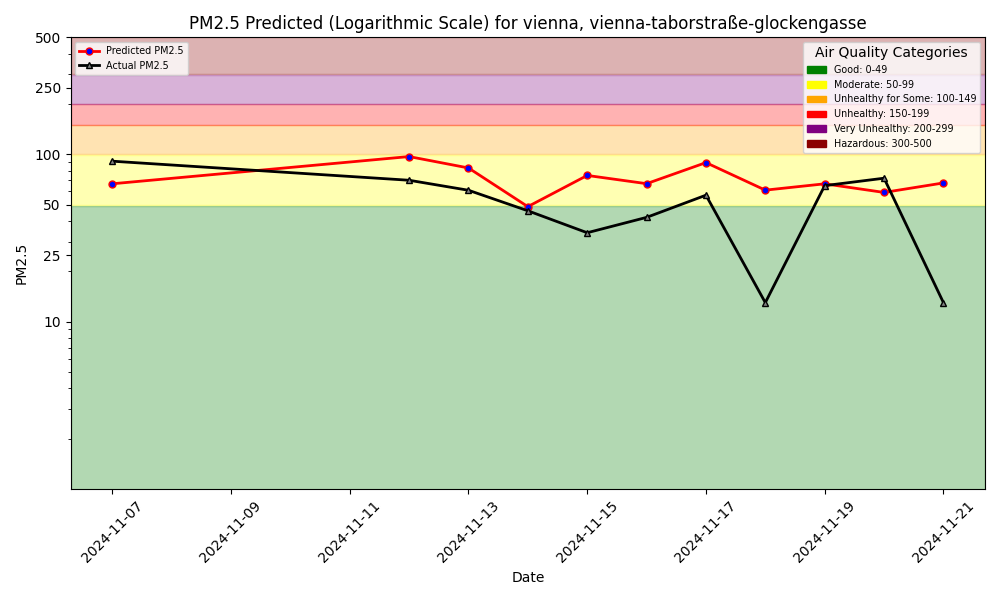 PM2.5 Predicted (Logarithmic Scale) for vienna, vienna-taborstraße-glockengasse
Predicted PM2.5
Actual PM2.5
Air Quality Categories
Good: 0-49
Moderate: 50-99
Unhealthy for Some: 100-149
Unhealthy: 150-199
Very Unhealthy: 200-299
Hazardous: 300-500
500
250
100
50
25
10
PM2.5
2024-11-07
2024-11-09
2024-11-11
2024-11-13
2024-11-15
2024-11-17
2024-11-19
2024-11-21
Date